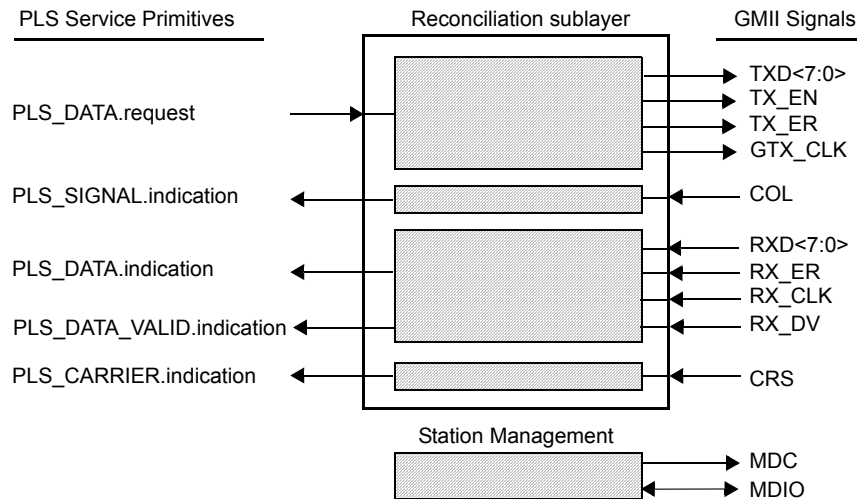 PLS Service Primitives
Reconciliation sublayer
GMII Signals
TXD<7:0>
TX_EN
PLS_DATA.request
TX_ER
GTX_CLK
PLS_SIGNAL.indication
COL
RXD<7:0>
PLS_DATA.indication
RX_ER
RX_CLK
PLS_DATA_VALID.indication
RX_DV
PLS_CARRIER.indication
CRS
Station Management
MDC
MDIO